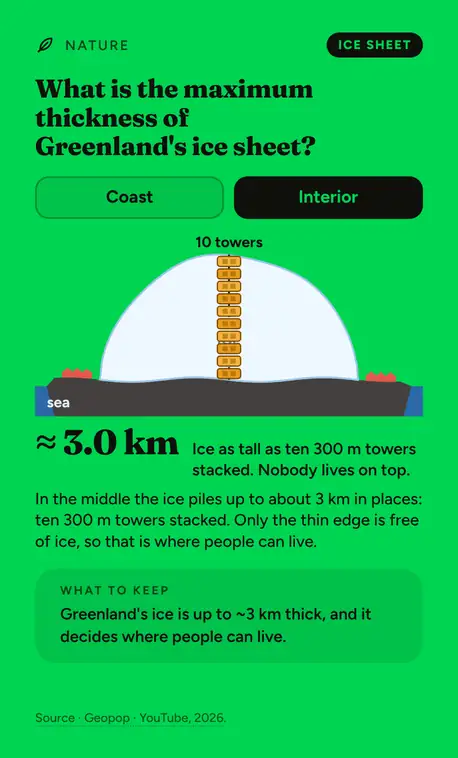 NATURE
ICE SHEET
What is the maximum
thickness of
Greenland's ice sheet?
Coast
Interior
10 towers
sea
≈ 3.0 km
Ice as tall as ten 300 m towers
stacked. Nobody lives on top.
In the middle the ice piles up to about 3 km in places:
ten 300 m towers stacked. Only the thin edge is free
of ice, so that is where people can live.
WHAT TO KEEP
Greenland's ice is up to ~3 km thick, and it
decides where people can live.
Source · Geopop · YouTube, 2026.